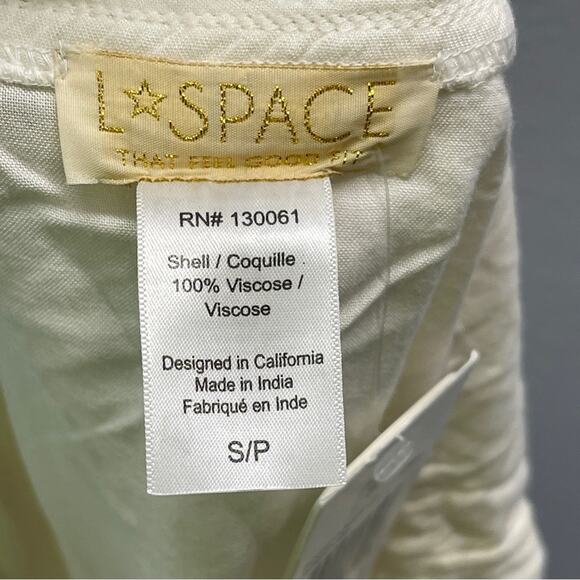 L☆SPACE
THAT FEEL GOOD FIT
RN# 130061
Shell / Coquille
100% Viscose /
Viscose
Designed in California
Made in India
Fabriqué en Inde
S/P